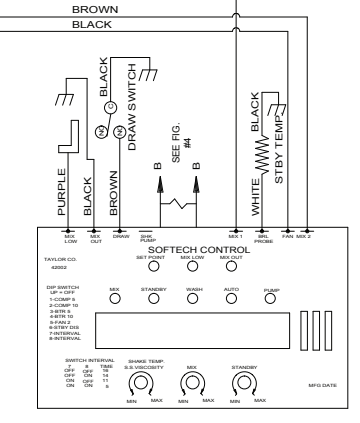 BROWN
BLACK
BLACK
DRAW SWITCH
C
NC
NO
SEE FIG.
#4
B
B
BLACK
STBY TEMP.
PURPLE
BLACK
BROWN
WHITE
MIX
LOW
MIX
OUT
DRAW
SHK
PUMP
MIX 1
BRL
PROBE
FAN
MIX 2
SOFTECH CONTROL
TAYLOR CO.
42002
SET POINT
MIX LOW
MIX OUT
DIP SWITCH
UP = OFF
1-COMP 5
2-COMP 10
3-BTR 5
4-BTR 10
5-FAN 2
6-STBY DIS
7-INTERVAL
8-INTERVAL
MIX
STANDBY
WASH
AUTO
PUMP
SWITCH INTERVAL
8 TIME
OFF OFF 16
OFF ON 14
ON OFF 11
ON ON 5
SHAKE TEMP.
S.S.VISCOSITY
MIX
STANDBY
MIN MAX
MIN MAX
MIN MAX
MFG DATE